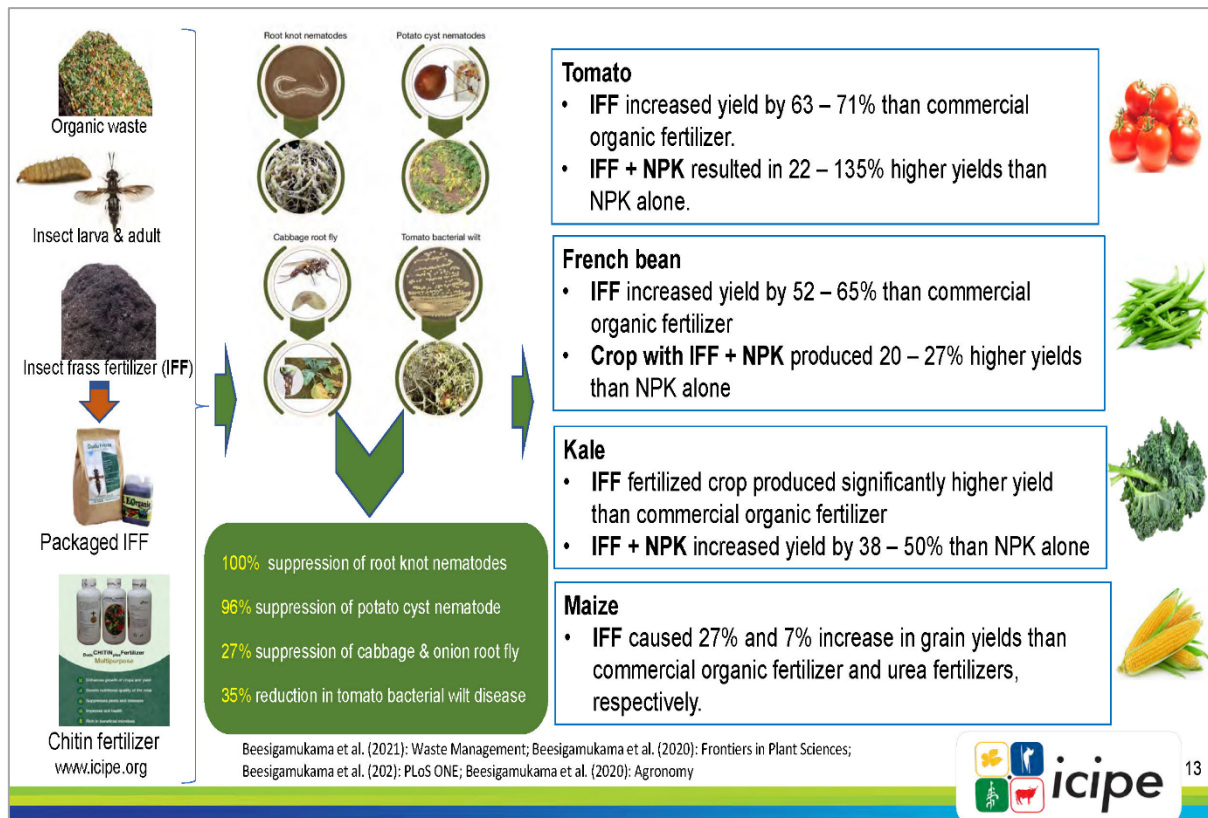 Organic waste
Insect larva & adult
Insect frass fertilizer (IFF)
Packaged IFF
CHITIN Fertilizer
Multipurpose
Chitin fertilizer
www.icipe.org
Root knot nematodes
Potato cyst nematodes
Cabbage root fly
Tomato bacterial wilt
100% suppression of root knot nematodes
96% suppression of potato cyst nematode
27% suppression of cabbage & onion root fly
35% reduction in tomato bacterial wilt disease
Tomato
• IFF increased yield by 63 – 71% than commercial
organic fertilizer.
• IFF + NPK resulted in 22 – 135% higher yields than
NPK alone.
French bean
• IFF increased yield by 52 – 65% than commercial
organic fertilizer
• Crop with IFF + NPK produced 20 – 27% higher yields
than NPK alone
Kale
• IFF fertilized crop produced significantly higher yield
than commercial organic fertilizer
• IFF + NPK increased yield by 38 – 50% than NPK alone
Maize
• IFF caused 27% and 7% increase in grain yields than
commercial organic fertilizer and urea fertilizers,
respectively.
Beesigamukama et al. (2021): Waste Management; Beesigamukama et al. (2020): Frontiers in Plant Sciences;
Beesigamukama et al. (202): PLoS ONE; Beesigamukama et al. (2020): Agronomy
icipe
13